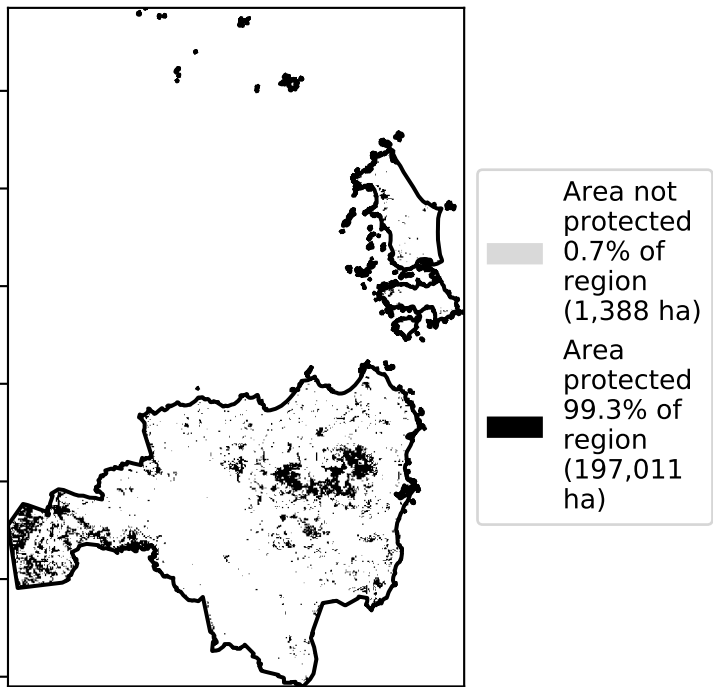 Area not
protected
0.7% of
region
(1,388 ha)
Area
protected
99.3% of
region
(197,011
ha)